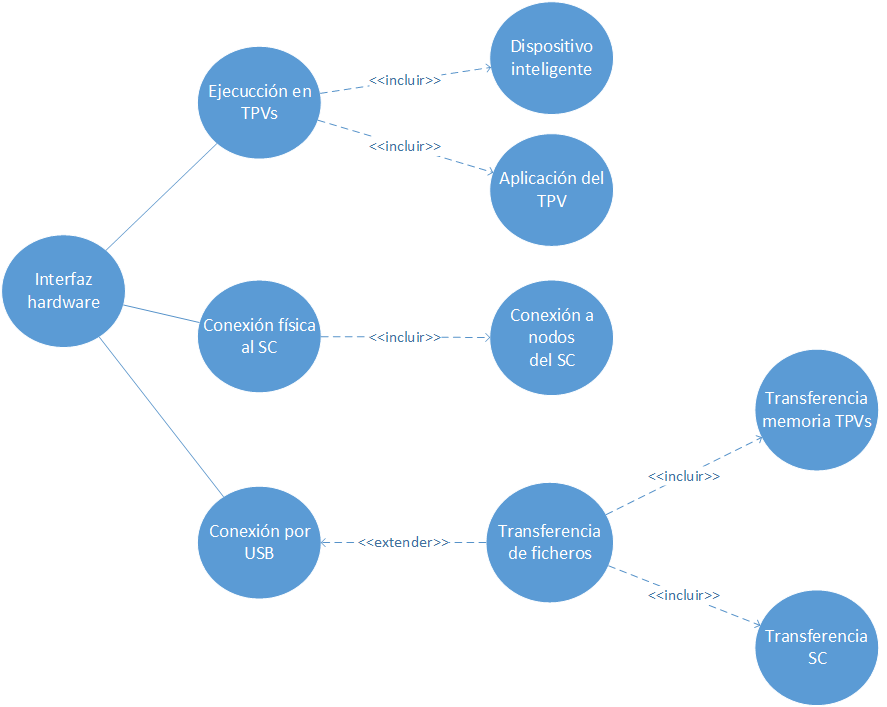 Dispositivo
inteligente
<<incluir>>
Ejecucción en
TPVs
<<incluir>>
Aplicación del
TPV
Interfaz
hardware
Conexión física
al SC
<<incluir>>
Conexión a
nodos
del SC
Transferencia
memoria TPVs
<<incluir>>
Conexión por
USB
<<extender>>
Transferencia
de ficheros
<<incluir>>
Transferencia
SC